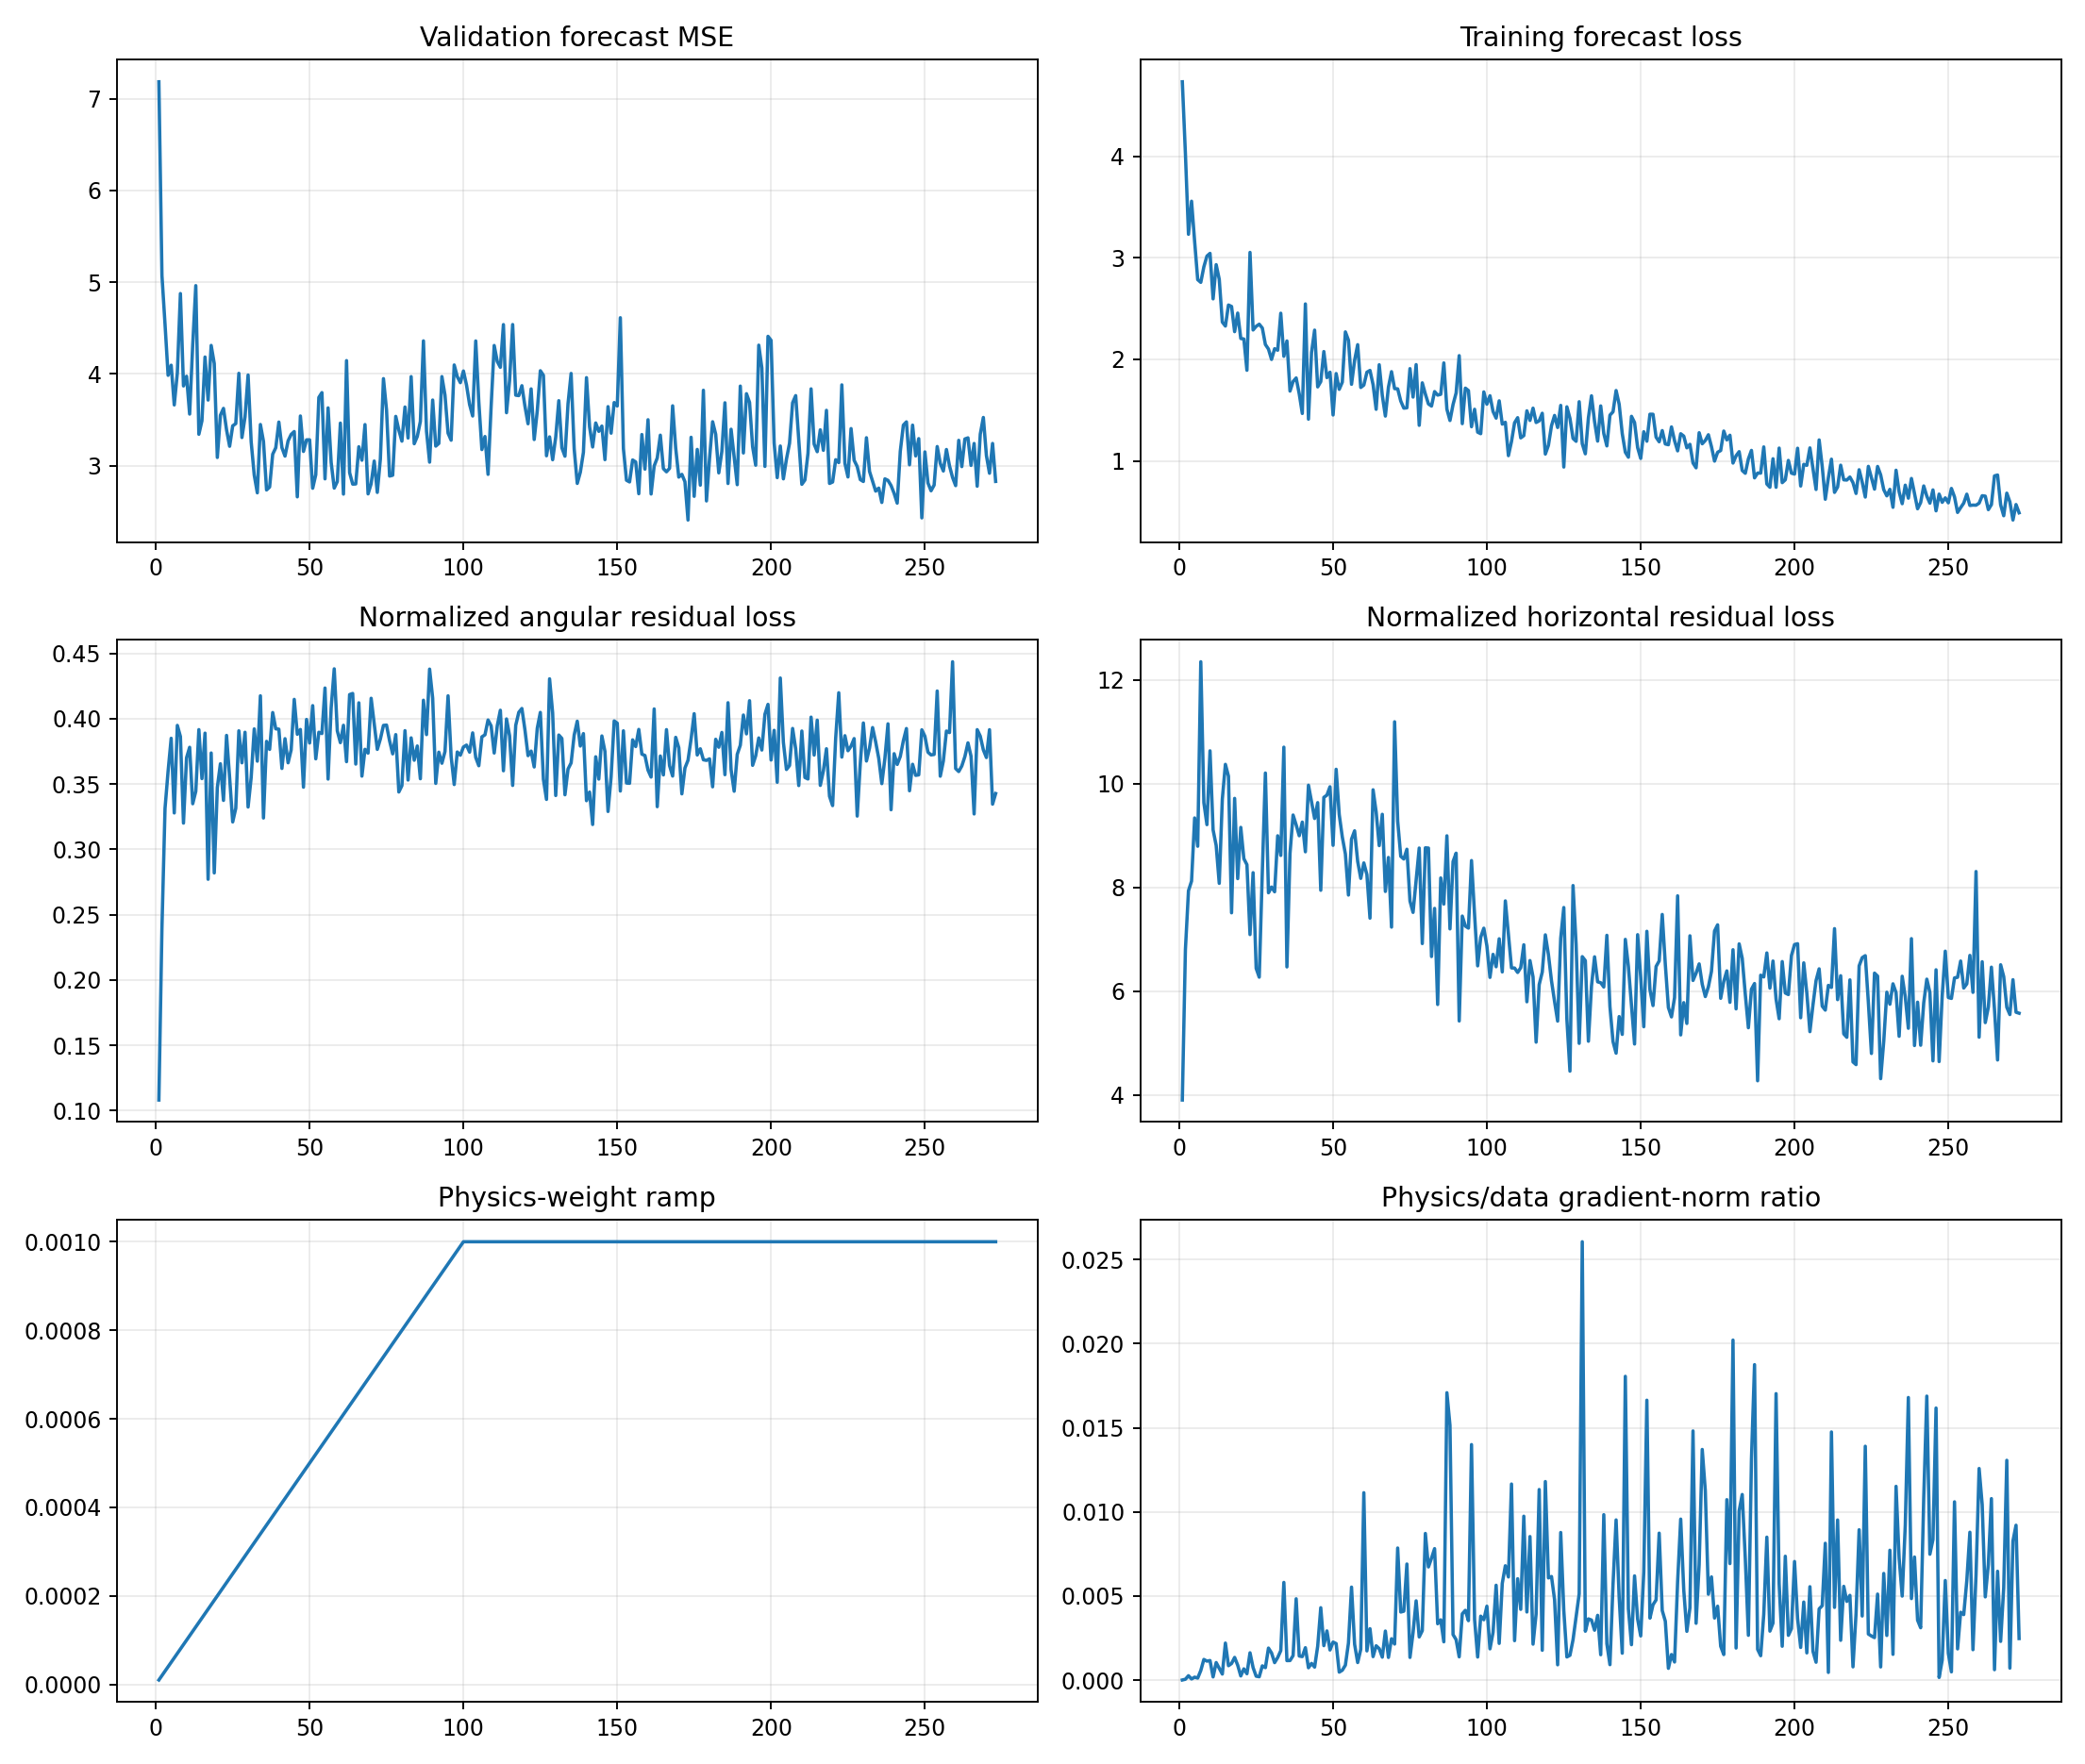 Validation forecast MSE
7
6
5
4
3
0 50 100 150 200 250
Training forecast loss
4
3
2
1
0 50 100 150 200 250
Normalized angular residual loss
0.45
0.40
0.35
0.30
0.25
0.20
0.15
0.10
0 50 100 150 200 250
Normalized horizontal residual loss
12
10
8
6
4
0 50 100 150 200 250
Physics-weight ramp
0.0010
0.0008
0.0006
0.0004
0.0002
0.0000
0 50 100 150 200 250
Physics/data gradient-norm ratio
0.025
0.020
0.015
0.010
0.005
0.000
0 50 100 150 200 250